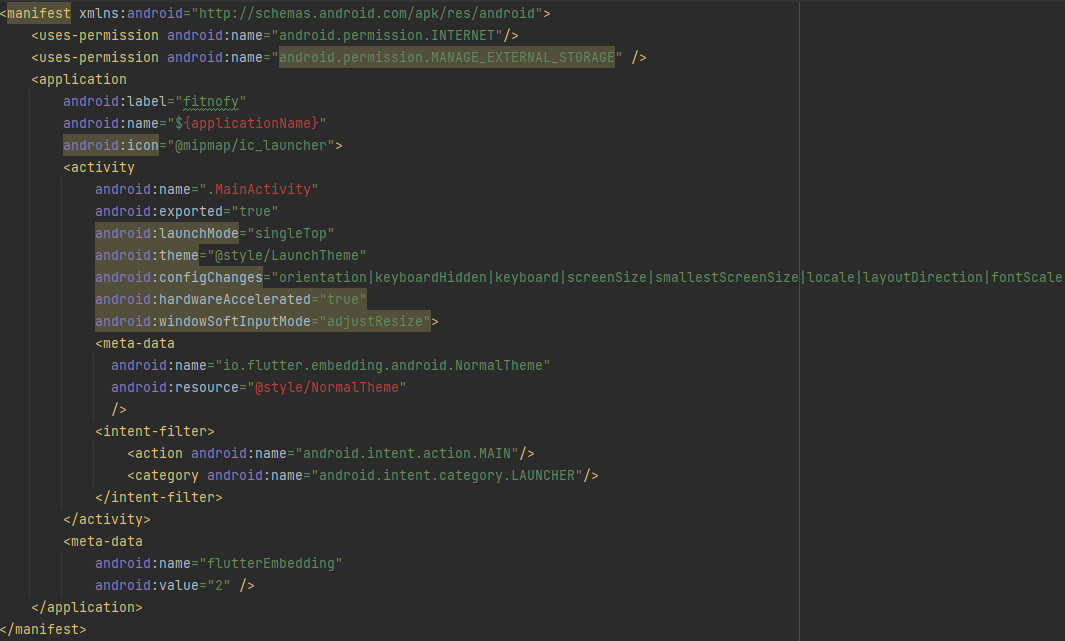 <manifest xmlns:android="http://schemas.android.com/apk/res/android">
    <uses-permission android:name="android.permission.INTERNET"/>
    <uses-permission android:name="android.permission.MANAGE_EXTERNAL_STORAGE" />
    <application
        android:label="fitnofy"
        android:name="${applicationName}"
        android:icon="@mipmap/ic_launcher">
        <activity
            android:name=".MainActivity"
            android:exported="true"
            android:launchMode="singleTop"
            android:theme="@style/LaunchTheme"
            android:configChanges="orientation|keyboardHidden|keyboard|screenSize|smallestScreenSize|locale|layoutDirection|fontScale
            android:hardwareAccelerated="true"
            android:windowSoftInputMode="adjustResize">
            <meta-data
              android:name="io.flutter.embedding.android.NormalTheme"
              android:resource="@style/NormalTheme"
              />
            <intent-filter>
                <action android:name="android.intent.action.MAIN"/>
                <category android:name="android.intent.category.LAUNCHER"/>
            </intent-filter>
        </activity>
        <meta-data
            android:name="flutterEmbedding"
            android:value="2" />
    </application>
</manifest>